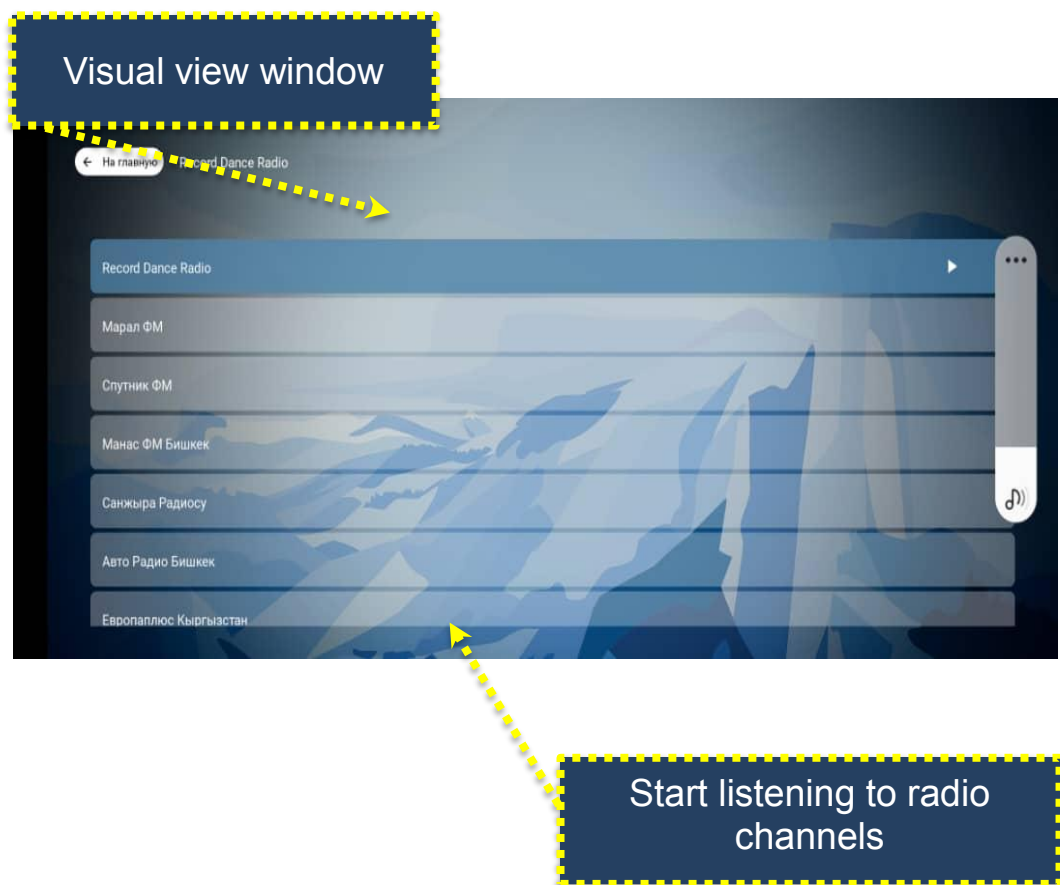 Visual view window
← На главную Record Dance Radio
Record Dance Radio
Марал ФМ
Спутник ФМ
Манас ФМ Бишкек
Санжыра Радиосу
Авто Радио Бишкек
Европаплюс Кыргызстан
Start listening to radio
channels